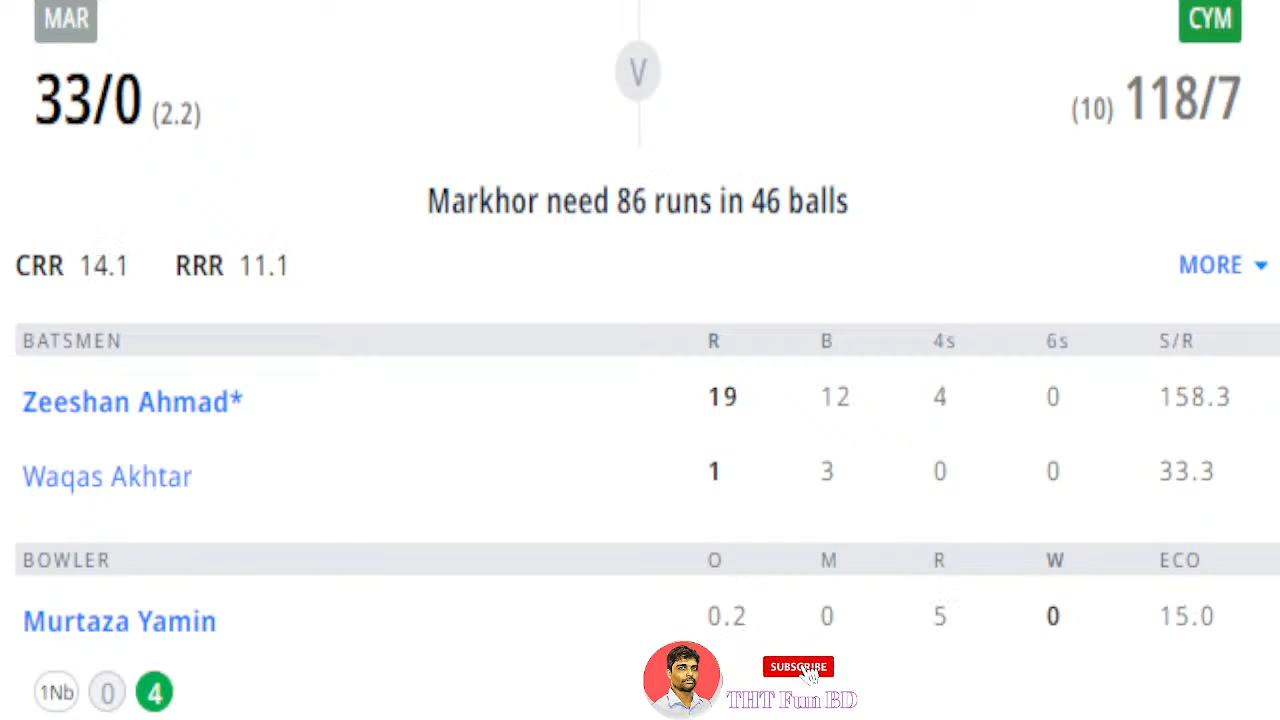 MAR
V
CYM
33/0 (2.2)
(10) 118/7
Markhor need 86 runs in 46 balls
CRR 14.1 RRR 11.1
MORE
BATSMEN R B 4s 6s S/R
Zeeshan Ahmad* 19 12 4 0 158.3
Waqas Akhtar 1 3 0 0 33.3
BOWLER O M R W ECO
Murtaza Yamin 0.2 0 5 0 15.0
1Nb 0 4
SUBSCRIBE
THT Fun BD